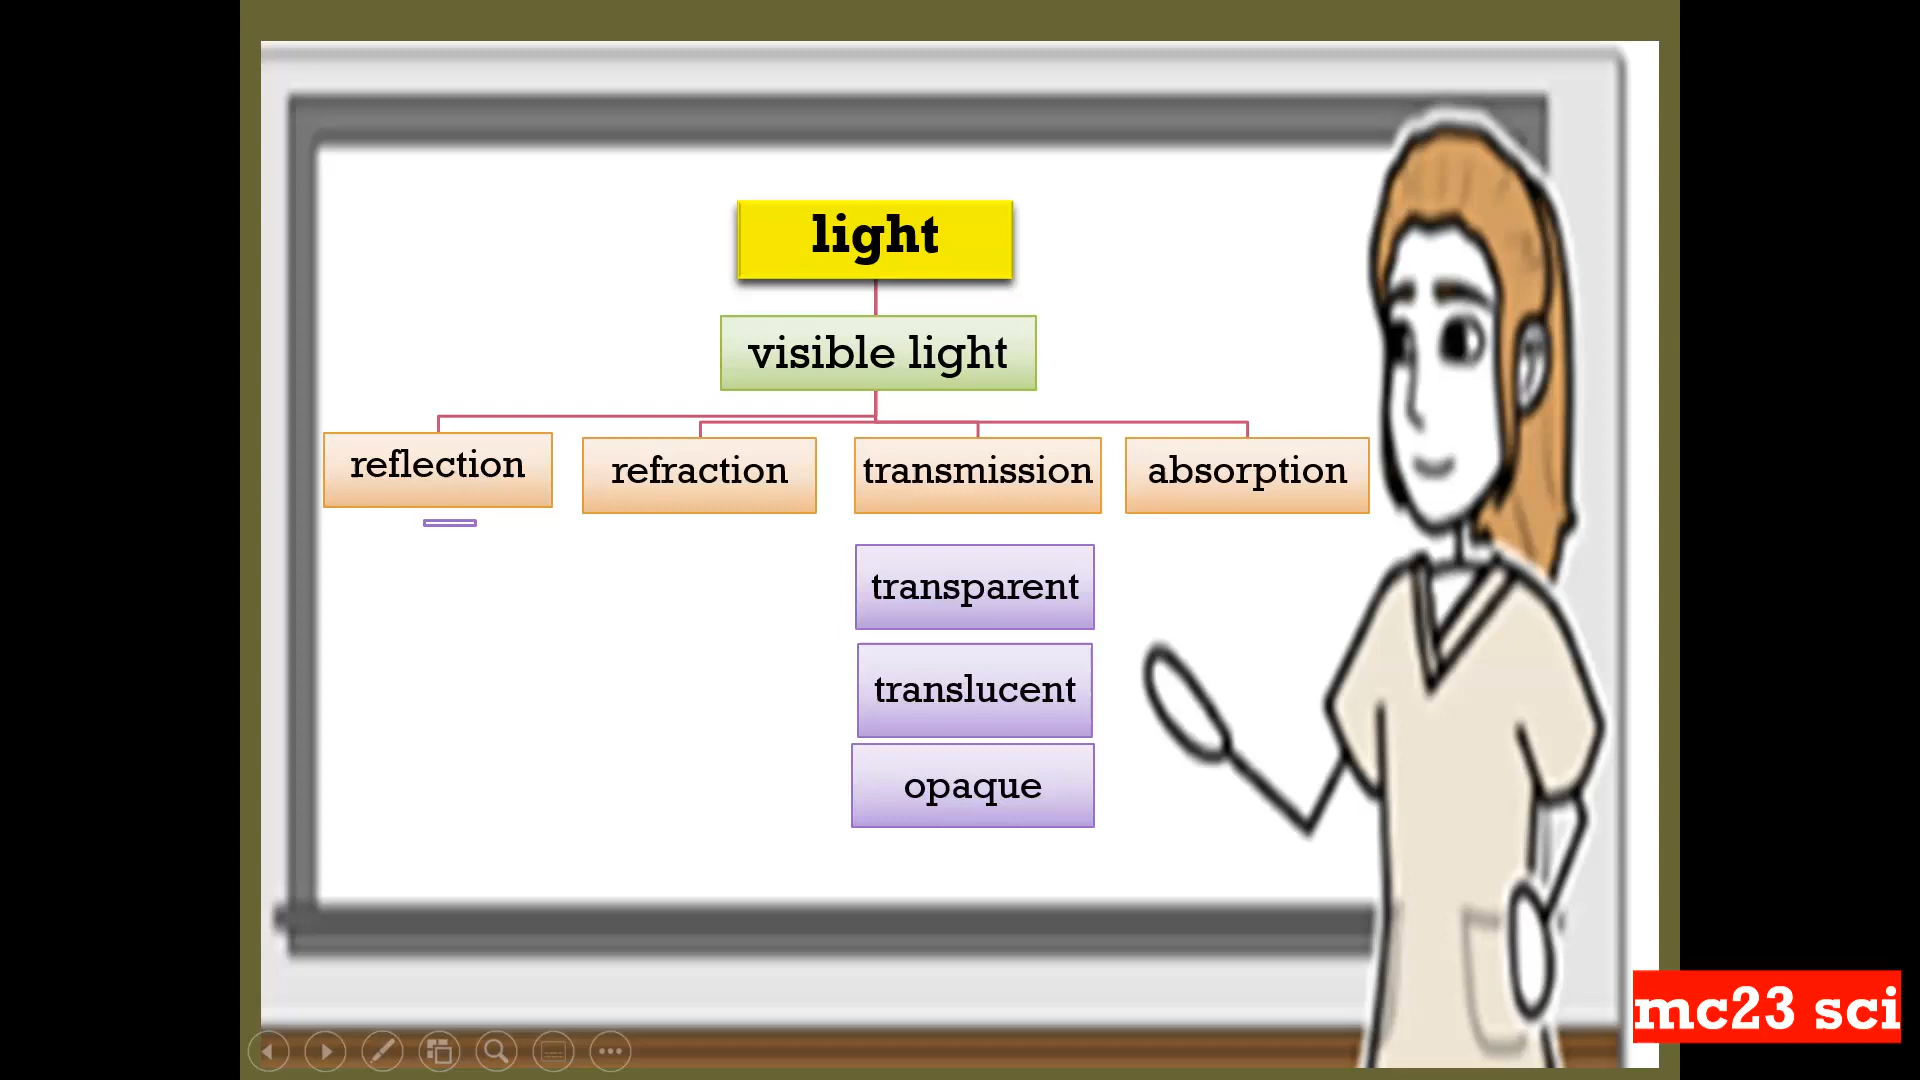 light
visible light
reflection
refraction
transmission
absorption
transparent
translucent
opaque
mc23 sci